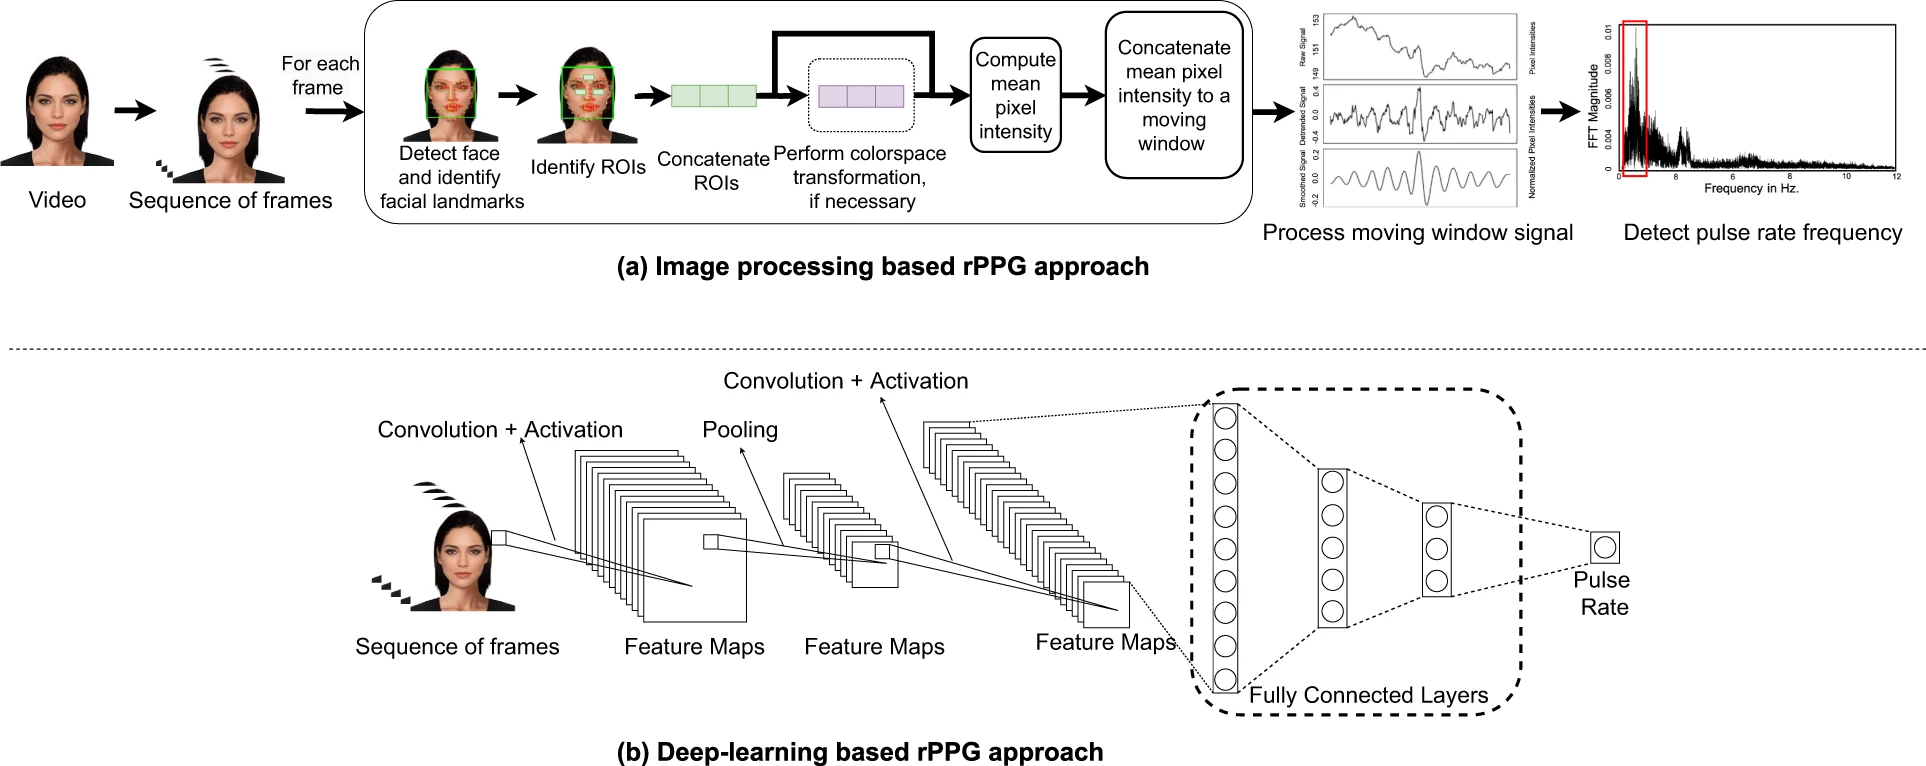 For each
frame
Video
Sequence of frames
Detect face
and identify
facial landmarks
Identify ROIs
Concatenate
ROIs
Perform colorspace
transformation,
if necessary
Compute
mean
pixel
intensity
Concatenate
mean pixel
intensity to a
moving
window
Raw Signal
149
151
153
Pixel Intensities
Detrended Signal
-0.4
0.0
0.4
Normalized Pixel Intensities
Smoothed Signal
-0.2
0.0
0.2
Process moving window signal
FFT Magnitude
0
0.004
0.006
0.008
0.01
0
8
6
8
10
12
Frequency in Hz.
Detect pulse rate frequency
(a) Image processing based rPPG approach
Convolution + Activation
Convolution + Activation
Pooling
Sequence of frames
Feature Maps
Feature Maps
Feature Maps
Fully Connected Layers
Pulse
Rate
(b) Deep-learning based rPPG approach